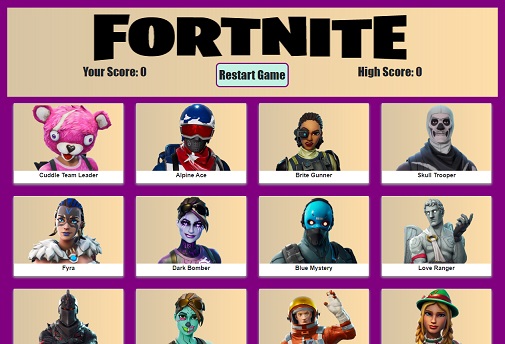 FORTNITE
Your Score: 0
Restart Game
High Score: 0
Cuddle Team Leader
Alpine Ace
Brite Gunner
Skull Trooper
Fyra
Dark Bomber
Blue Mystery
Love Ranger